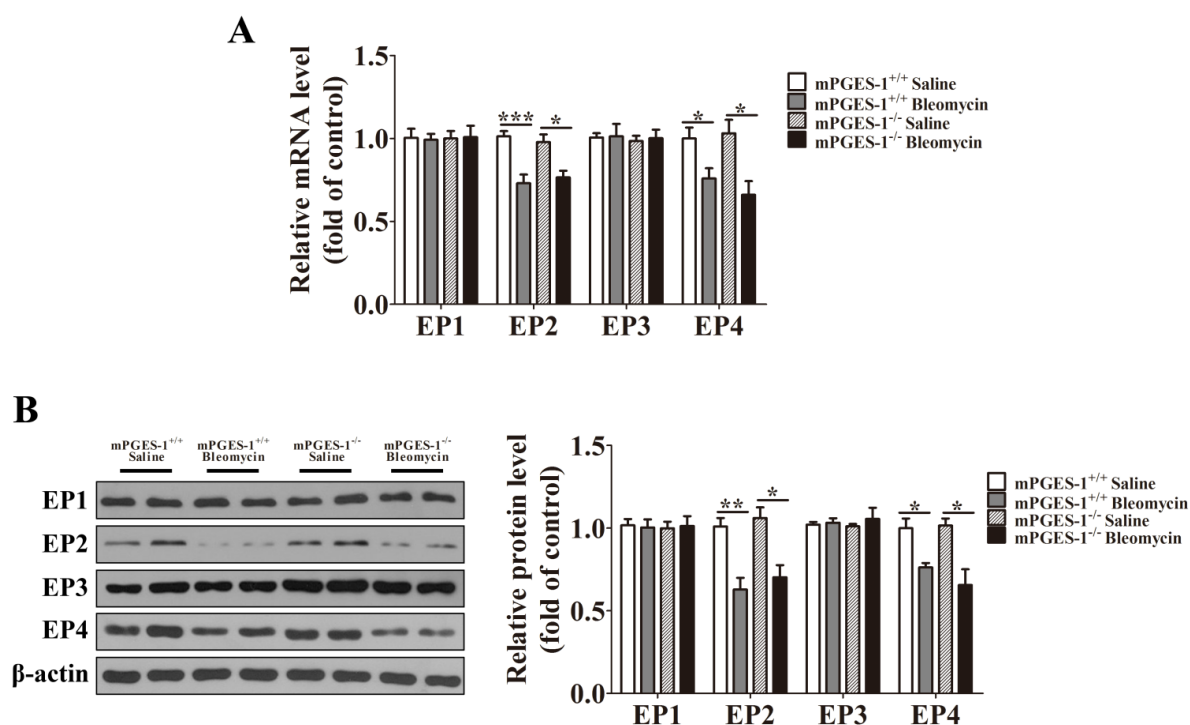 A
Relative mRNA level
(fold of control)
1.5
1.0
0.5
0.0
*** * * *
EP1 EP2 EP3 EP4
mPGES-1+/+ Saline
mPGES-1+/+ Bleomycin
mPGES-1-/- Saline
mPGES-1-/- Bleomycin
B
mPGES-1+/+ mPGES-1+/+ mPGES-1-/- mPGES-1-/-
Saline Bleomycin Saline Bleomycin
EP1
EP2
EP3
EP4
β-actin
Relative protein level
(fold of control)
1.5
1.0
0.5
0.0
** * * *
EP1 EP2 EP3 EP4
mPGES-1+/+ Saline
mPGES-1+/+ Bleomycin
mPGES-1-/- Saline
mPGES-1-/- Bleomycin